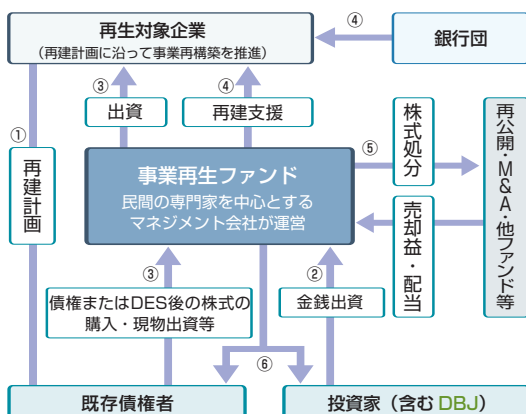 再生対象企業
(再建計画に沿って事業再構築を推進)
④
銀行団
③
④
①
出資
再建支援
再建計画
事業再生ファンド
民間の専門家を中心とする
マネジメント会社が運営
⑤
株式処分
売却益・配当
再公開・M&A・他ファンド等
③
②
債権またはDES後の株式の
購入・現物出資等
金銭出資
⑥
既存債権者
投資家（含む DBJ）